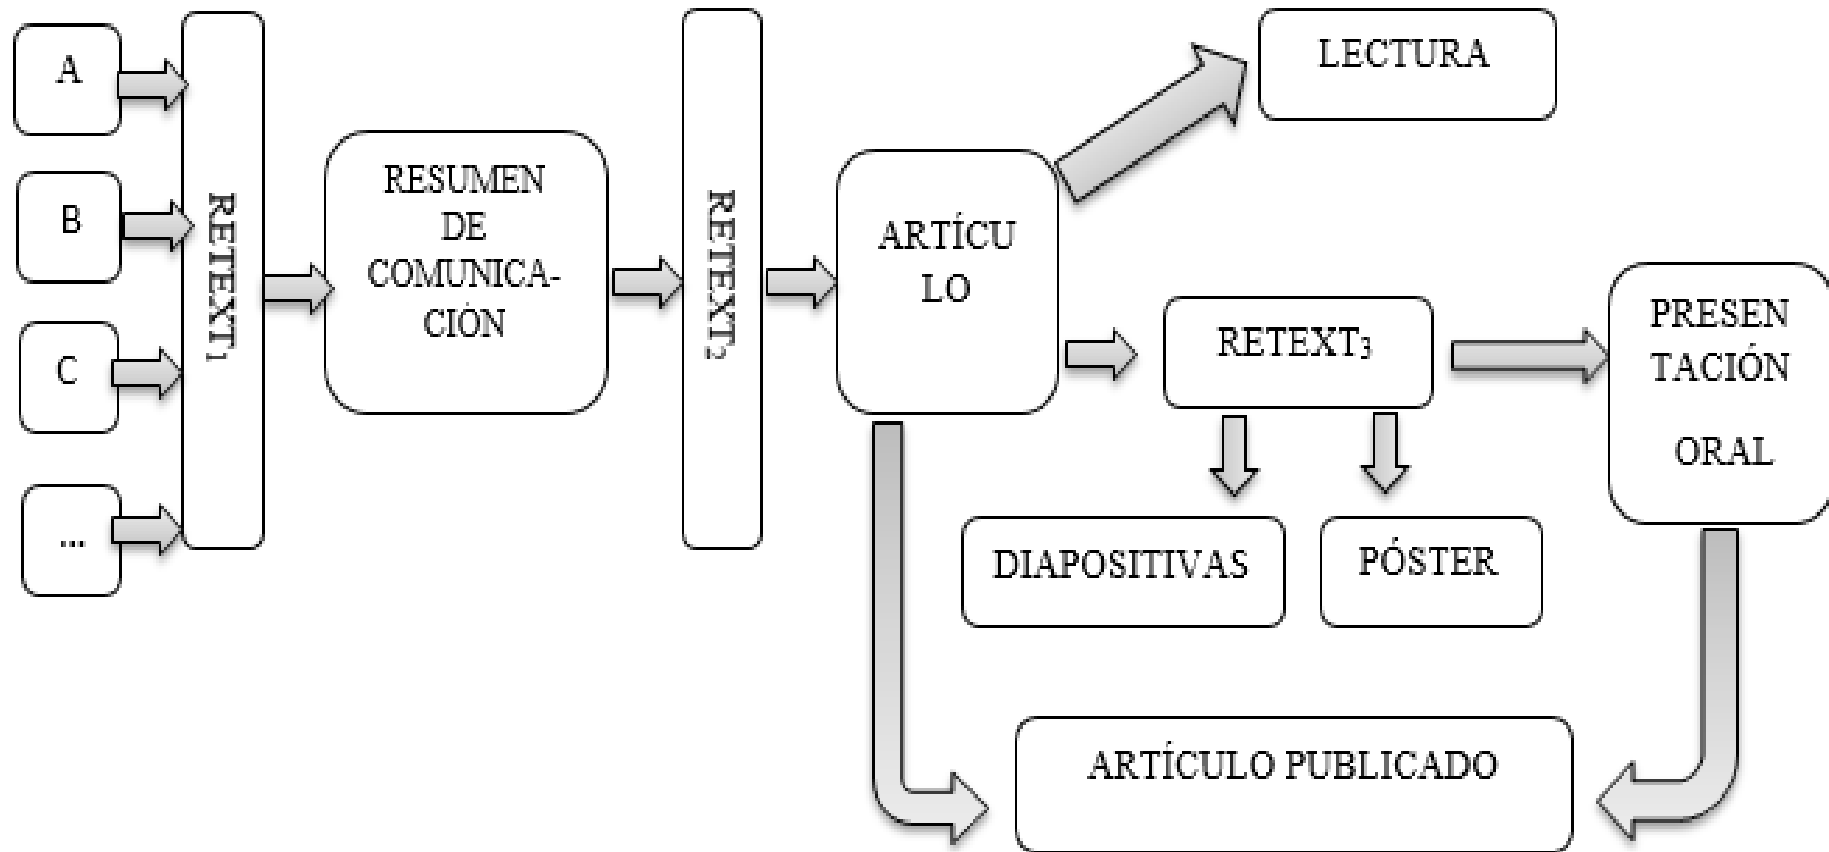 A
B
C
...
RETEXT₁
RESUMEN
DE
COMUNICA-
CIÓN
RETEXT₂
ARTÍCU
LO
LECTURA
RETEXT₃
DIAPOSITIVAS
PÓSTER
PRESEN
TACIÓN
ORAL
ARTÍCULO PUBLICADO